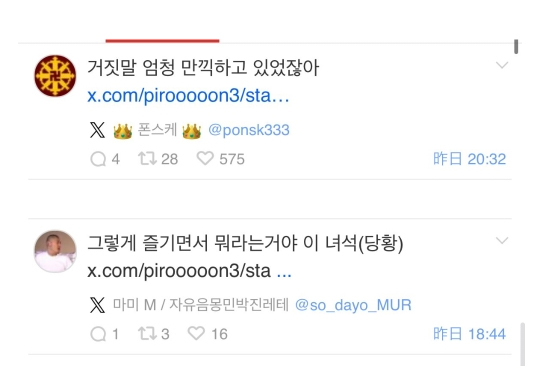 거짓말 엄청 만끽하고 있었잖아
x.com/pirooooon3/sta…
X 👑 폰스케 👑 @ponsk333
4 28 575 昨日 20:32
그렇게 즐기면서 뭐라는거야 이 녀석(당황)
x.com/pirooooon3/sta ...
X 마미 M / 자유음몽민박진레테 @so_dayo_MUR
1 3 16 昨日 18:44